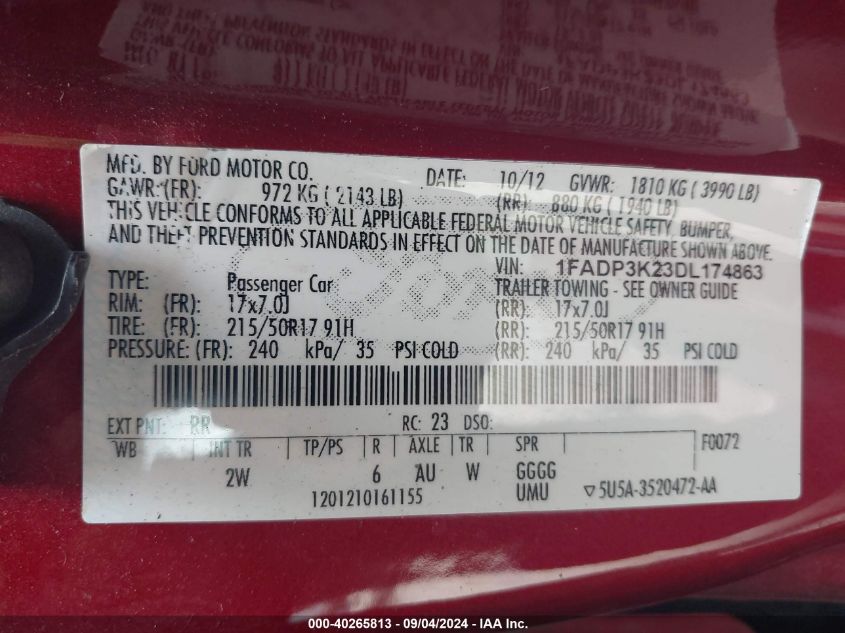 MFD. BY FORD MOTOR CO. DATE: 10/12 GVWR: 1810 KG ( 3990 LB)
GAWR:(FR): 972 KG ( 2143 LB) (RR): 880 KG ( 1940 LB)
THIS VEHICLE CONFORMS TO ALL APPLICABLE FEDERAL MOTOR VEHICLE SAFETY, BUMPER,
AND THEFT PREVENTION STANDARDS IN EFFECT ON THE DATE OF MANUFACTURE SHOWN ABOVE.
VIN: 1FADP3K23DL174863
TYPE: Passenger Car TRAILER TOWING - SEE OWNER GUIDE
RIM: (FR): 17x7.0J (RR): 17x7.0J
TIRE: (FR): 215/50R17 91H (RR): 215/50R17 91H
PRESSURE: (FR): 240 kPa/ 35 PSI COLD (RR): 240 kPa/ 35 PSI COLD
EXT PNT: RR RC: 23 DSO:
WB INT TR TP/PS R AXLE TR SPR F0072
2W 6 AU W GGGG
1201210161155 UMU ▽5U5A-3520472-AA
000-40265813 - 09/04/2024 - IAA Inc.